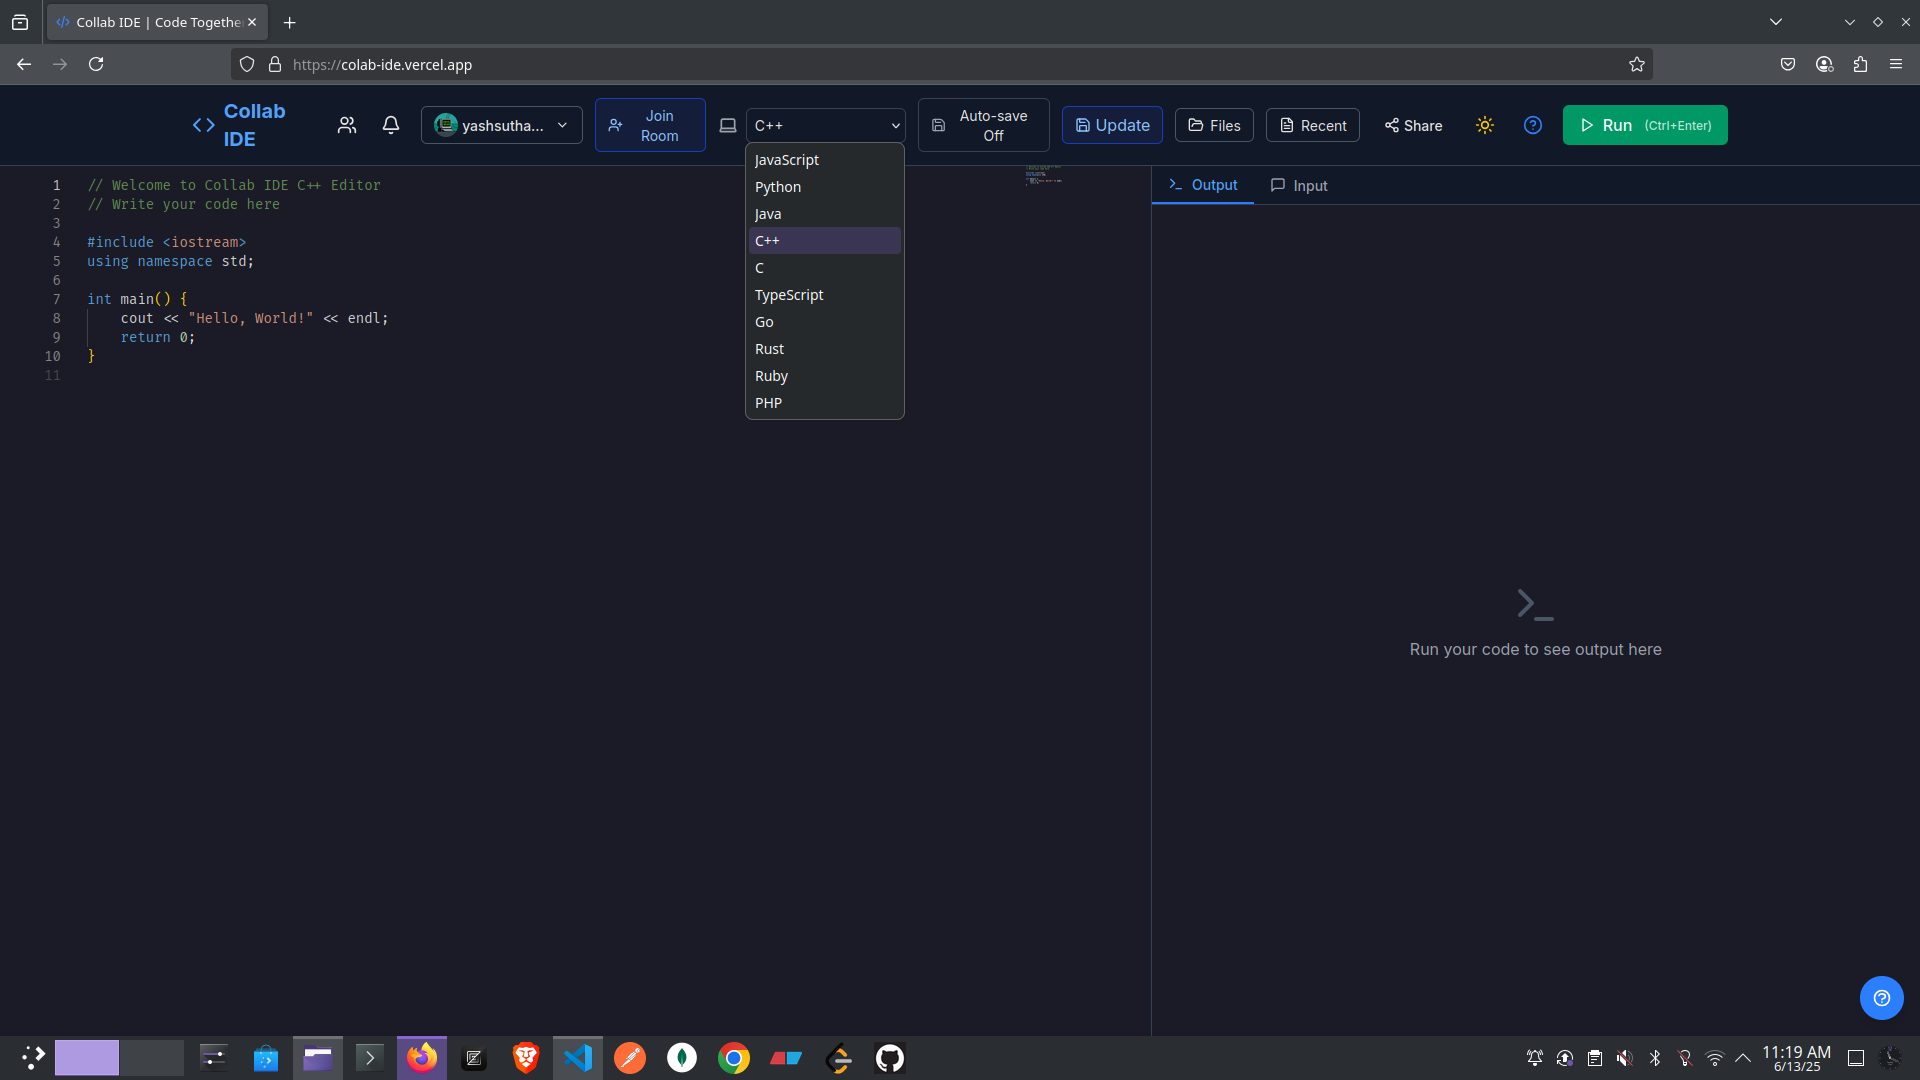 Collab IDE | Code Togethe
https://colab-ide.vercel.app
Collab
IDE
yashsutha...
Join
Room
C++
Auto-save
Off
Update
Files
Recent
Share
Run (Ctrl+Enter)
JavaScript
Python
Java
C++
C
TypeScript
Go
Rust
Ruby
PHP
1 // Welcome to Collab IDE C++ Editor
2 // Write your code here
3
4 #include <iostream>
5 using namespace std;
6
7 int main() {
8 cout << "Hello, World!" << endl;
9 return 0;
10 }
11
Output
Input
Run your code to see output here
11:19 AM
6/13/25